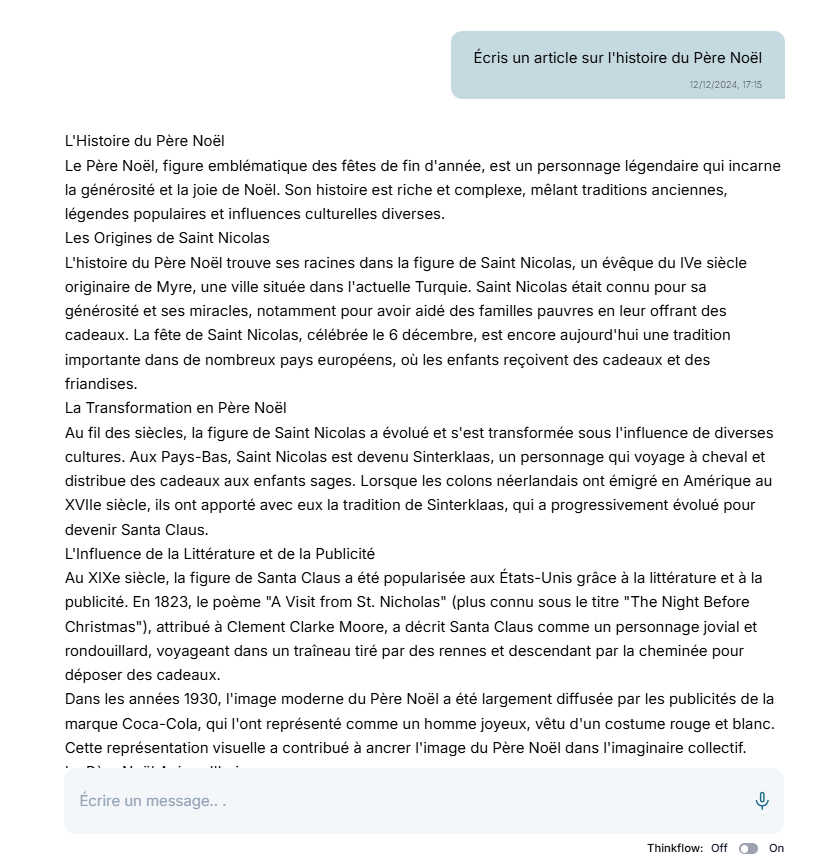 Écris un article sur l'histoire du Père Noël
12/12/2024, 17:15
L'Histoire du Père Noël
Le Père Noël, figure emblématique des fêtes de fin d'année, est un personnage légendaire qui incarne
la générosité et la joie de Noël. Son histoire est riche et complexe, mêlant traditions anciennes,
légendes populaires et influences culturelles diverses.
Les Origines de Saint Nicolas
L'histoire du Père Noël trouve ses racines dans la figure de Saint Nicolas, un évêque du IVe siècle
originaire de Myre, une ville située dans l'actuelle Turquie. Saint Nicolas était connu pour sa
générosité et ses miracles, notamment pour avoir aidé des familles pauvres en leur offrant des
cadeaux. La fête de Saint Nicolas, célébrée le 6 décembre, est encore aujourd'hui une tradition
importante dans de nombreux pays européens, où les enfants reçoivent des cadeaux et des
friandises.
La Transformation en Père Noël
Au fil des siècles, la figure de Saint Nicolas a évolué et s'est transformée sous l'influence de diverses
cultures. Aux Pays-Bas, Saint Nicolas est devenu Sinterklaas, un personnage qui voyage à cheval et
distribue des cadeaux aux enfants sages. Lorsque les colons néerlandais ont émigré en Amérique au
XVIIe siècle, ils ont apporté avec eux la tradition de Sinterklaas, qui a progressivement évolué pour
devenir Santa Claus.
L'Influence de la Littérature et de la Publicité
Au XIXe siècle, la figure de Santa Claus a été popularisée aux États-Unis grâce à la littérature et à la
publicité. En 1823, le poème "A Visit from St. Nicholas" (plus connu sous le titre "The Night Before
Christmas"), attribué à Clement Clarke Moore, a décrit Santa Claus comme un personnage jovial et
rondouillard, voyageant dans un traîneau tiré par des rennes et descendant par la cheminée pour
déposer des cadeaux.
Dans les années 1930, l'image moderne du Père Noël a été largement diffusée par les publicités de la
marque Coca-Cola, qui l'ont représenté comme un homme joyeux, vêtu d'un costume rouge et blanc.
Cette représentation visuelle a contribué à ancrer l'image du Père Noël dans l'imaginaire collectif.
Écrire un message.. .
Thinkflow: Off On